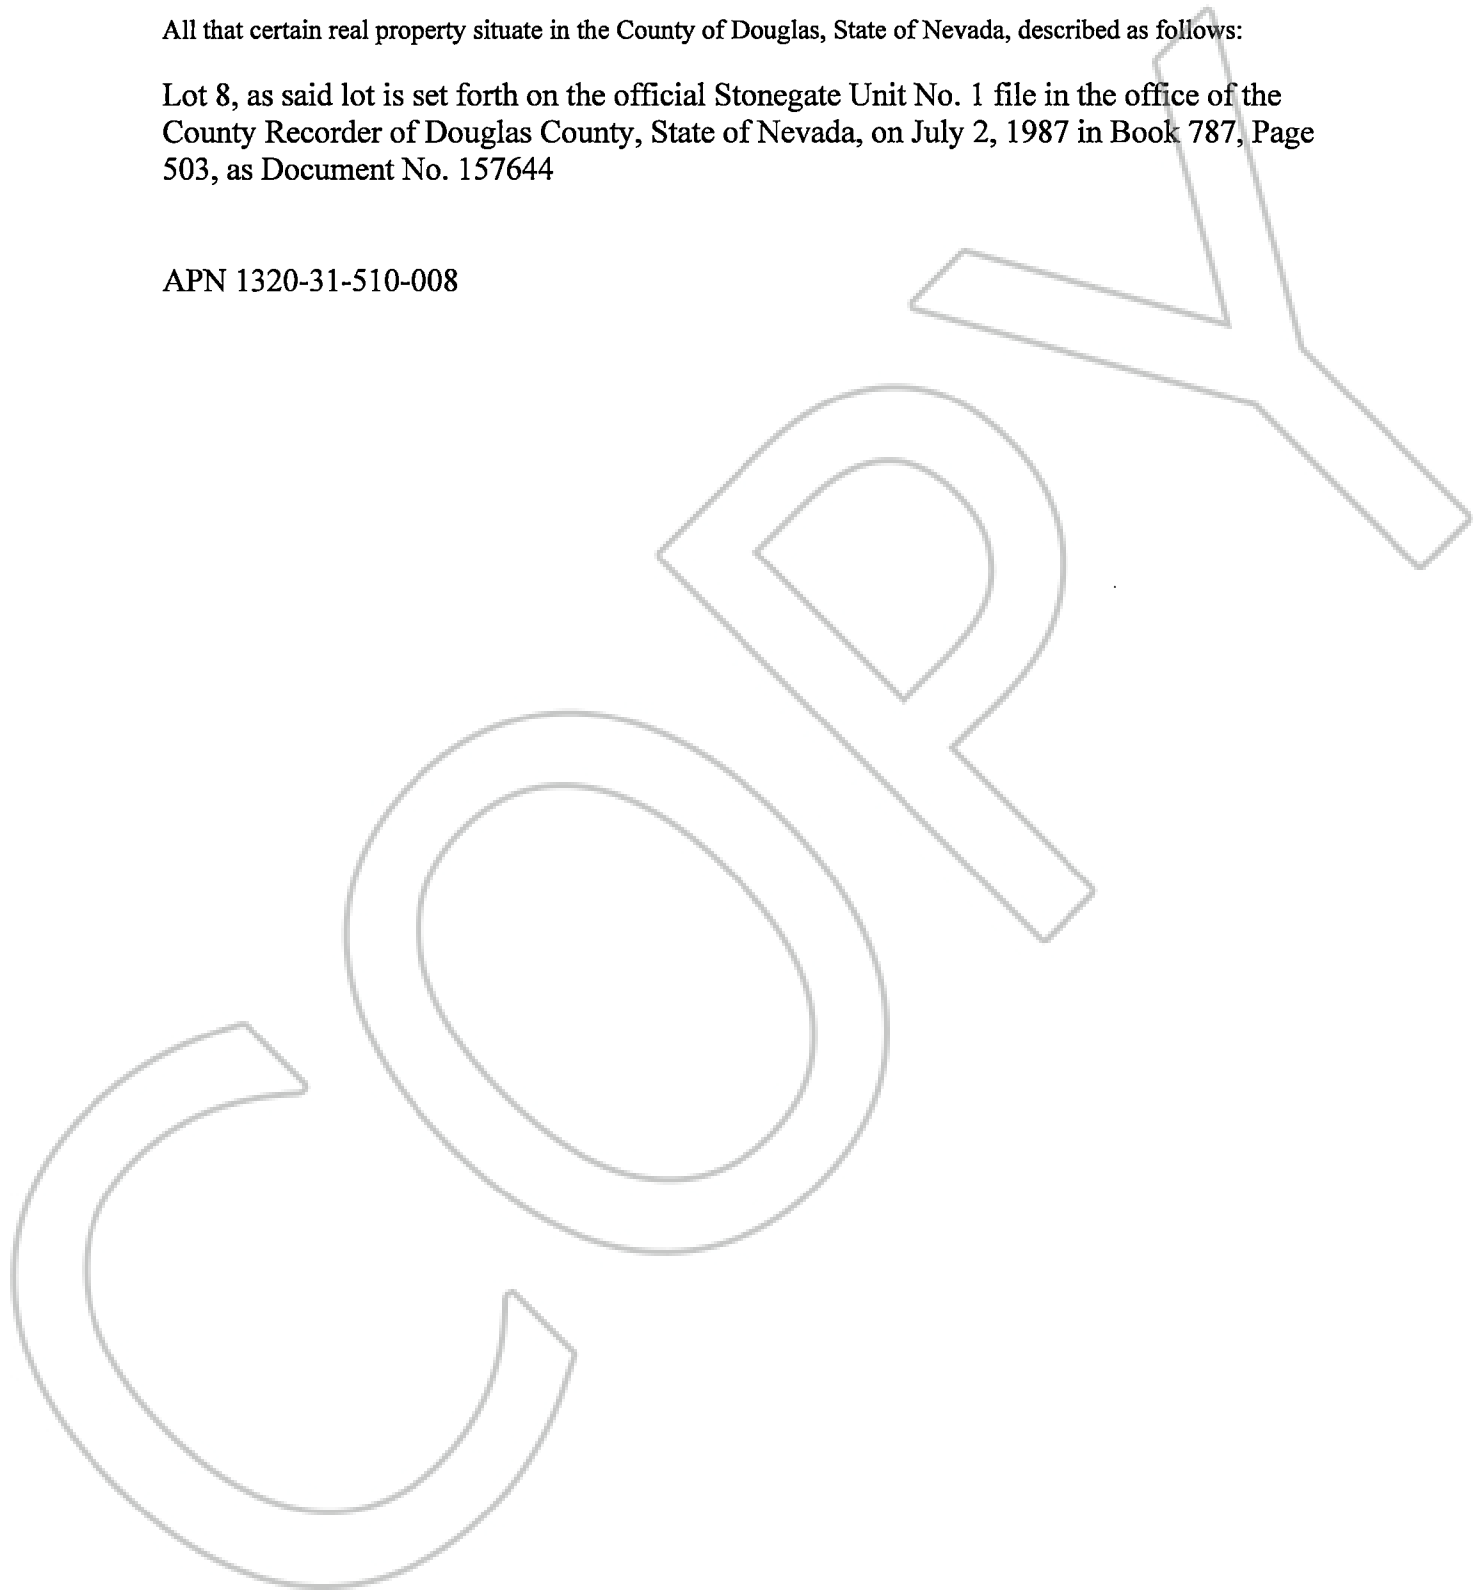 All that certain real property situate in the County of Douglas, State of Nevada, described as follows:
Lot 8, as said lot is set forth on the official Stonegate Unit No. 1 file in the office of the
County Recorder of Douglas County, State of Nevada, on July 2, 1987 in Book 787, Page
503, as Document No. 157644
APN 1320-31-510-008
COPY